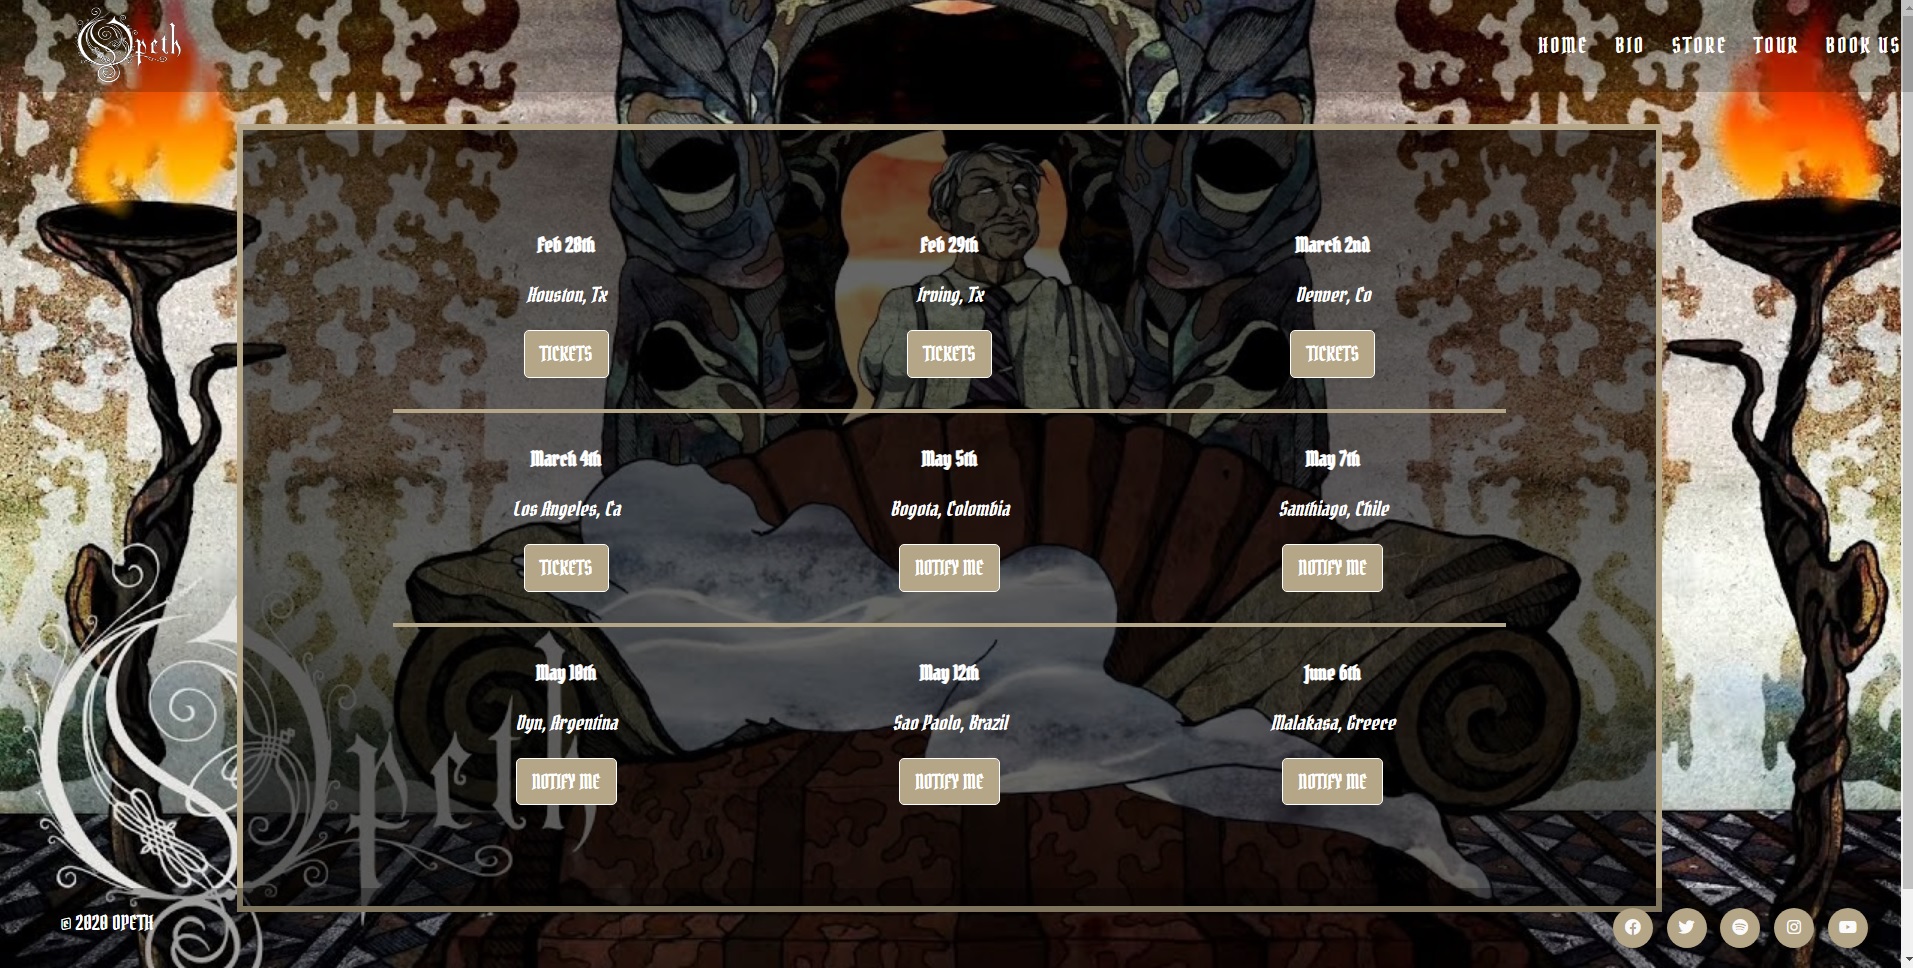 Opeth
HOME BIO STORE TOUR BOOK US
Feb 28th
Feb 29th
March 2nd
Houston, Tx
Irving, Tx
Denver, Co
TICKETS
TICKETS
TICKETS
March 4th
May 5th
May 7th
Los Angeles, Ca
Bogota, Colombia
Santhiago, Chile
TICKETS
NOTIFY ME
NOTIFY ME
May 10th
May 12th
June 6th
Dyn, Argentina
Sao Paolo, Brazil
Malakasa, Greece
NOTIFY ME
NOTIFY ME
NOTIFY ME
Opeth
© 2020 OPETH